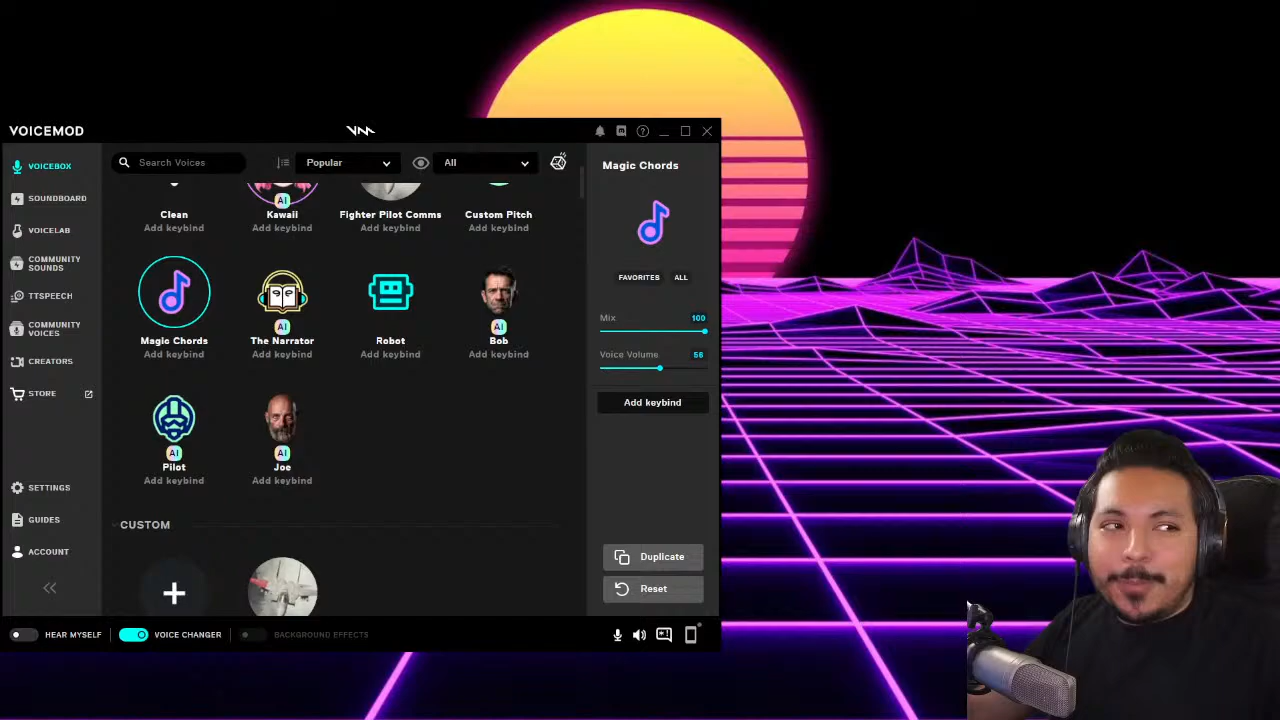 VOICEMOD
VOICEBOX
SOUNDBOARD
VOICELAB
COMMUNITY
SOUNDS
TTSPEECH
COMMUNITY
VOICES
CREATORS
STORE
SETTINGS
GUIDES
ACCOUNT
Search Voices
Popular
All
Clean
Add keybind
AI
Kawaii
Add keybind
Fighter Pilot Comms
Add keybind
Custom Pitch
Add keybind
Magic Chords
Add keybind
AI
The Narrator
Add keybind
Robot
Add keybind
AI
Bob
Add keybind
AI
Pilot
Add keybind
AI
Joe
Add keybind
CUSTOM
Magic Chords
FAVORITES
ALL
Mix 100
Voice Volume 56
Add keybind
Duplicate
Reset
HEAR MYSELF
VOICE CHANGER
BACKGROUND EFFECTS